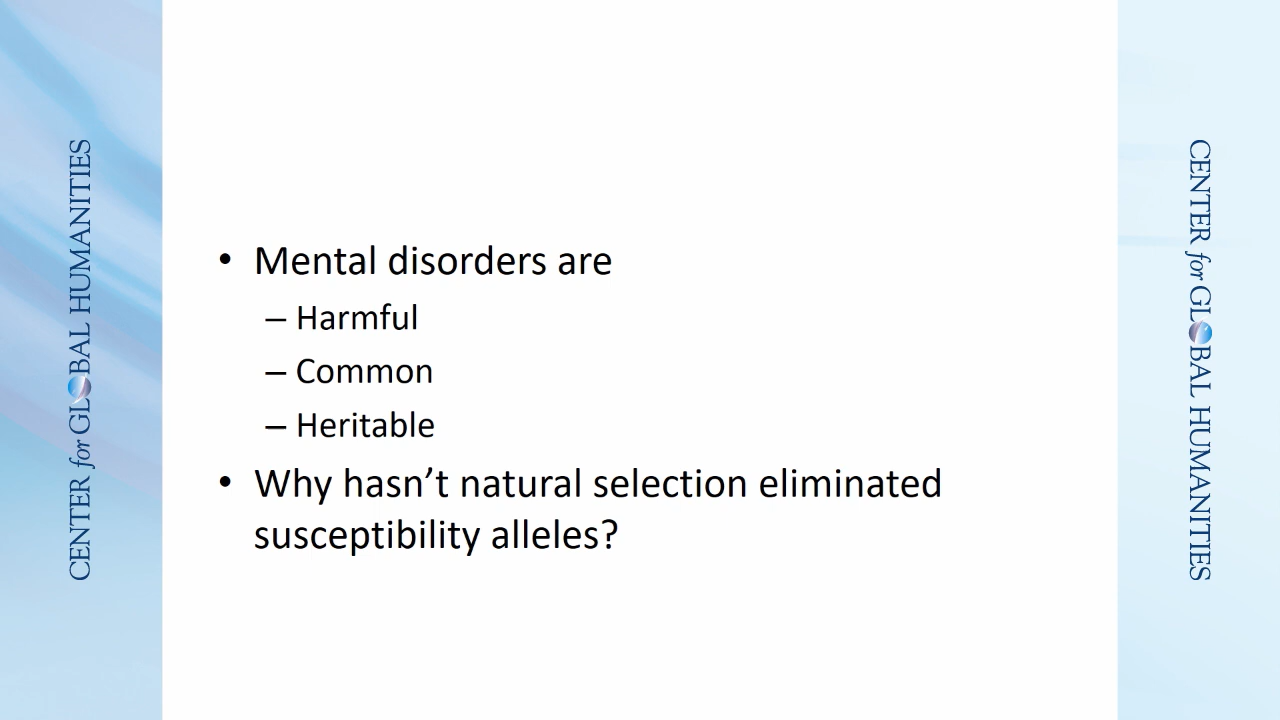 CENTER for GLOBAL HUMANITIES
• Mental disorders are
– Harmful
– Common
– Heritable
• Why hasn’t natural selection eliminated
susceptibility alleles?
CENTER for GLOBAL HUMANITIES